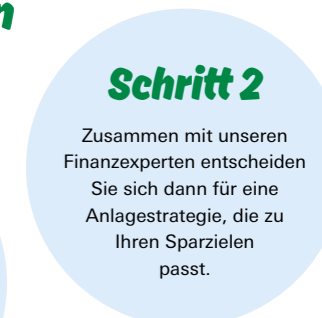 n
Schritt 2
Zusammen mit unseren
Finanzexperten entscheiden
Sie sich dann für eine
Anlagestrategie, die zu
Ihren Sparzielen
passt.